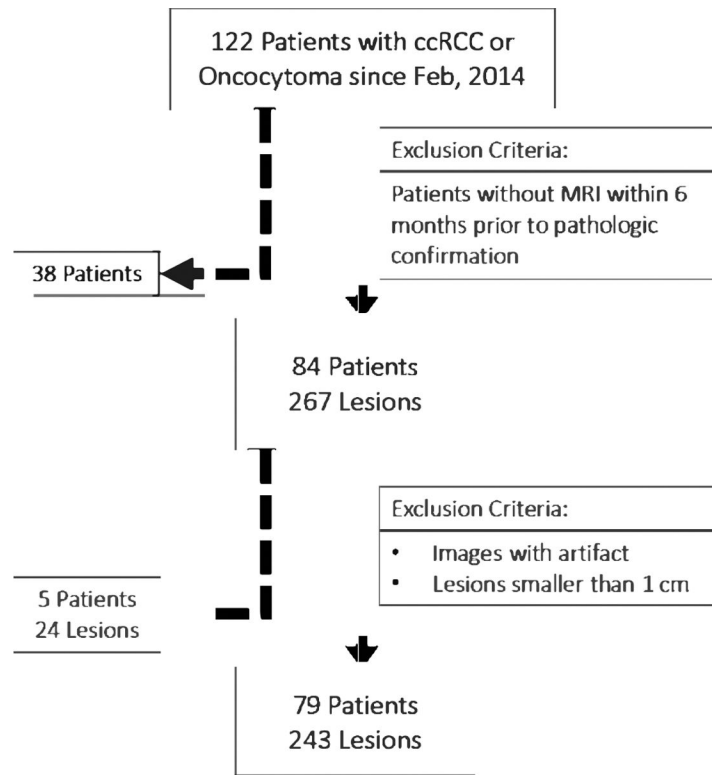 122 Patients with ccRCC or
Oncocytoma since Feb, 2014
Exclusion Criteria:
Patients without MRI within 6
months prior to pathologic
confirmation
38 Patients
84 Patients
267 Lesions
Exclusion Criteria:
• Images with artifact
• Lesions smaller than 1 cm
5 Patients
24 Lesions
79 Patients
243 Lesions